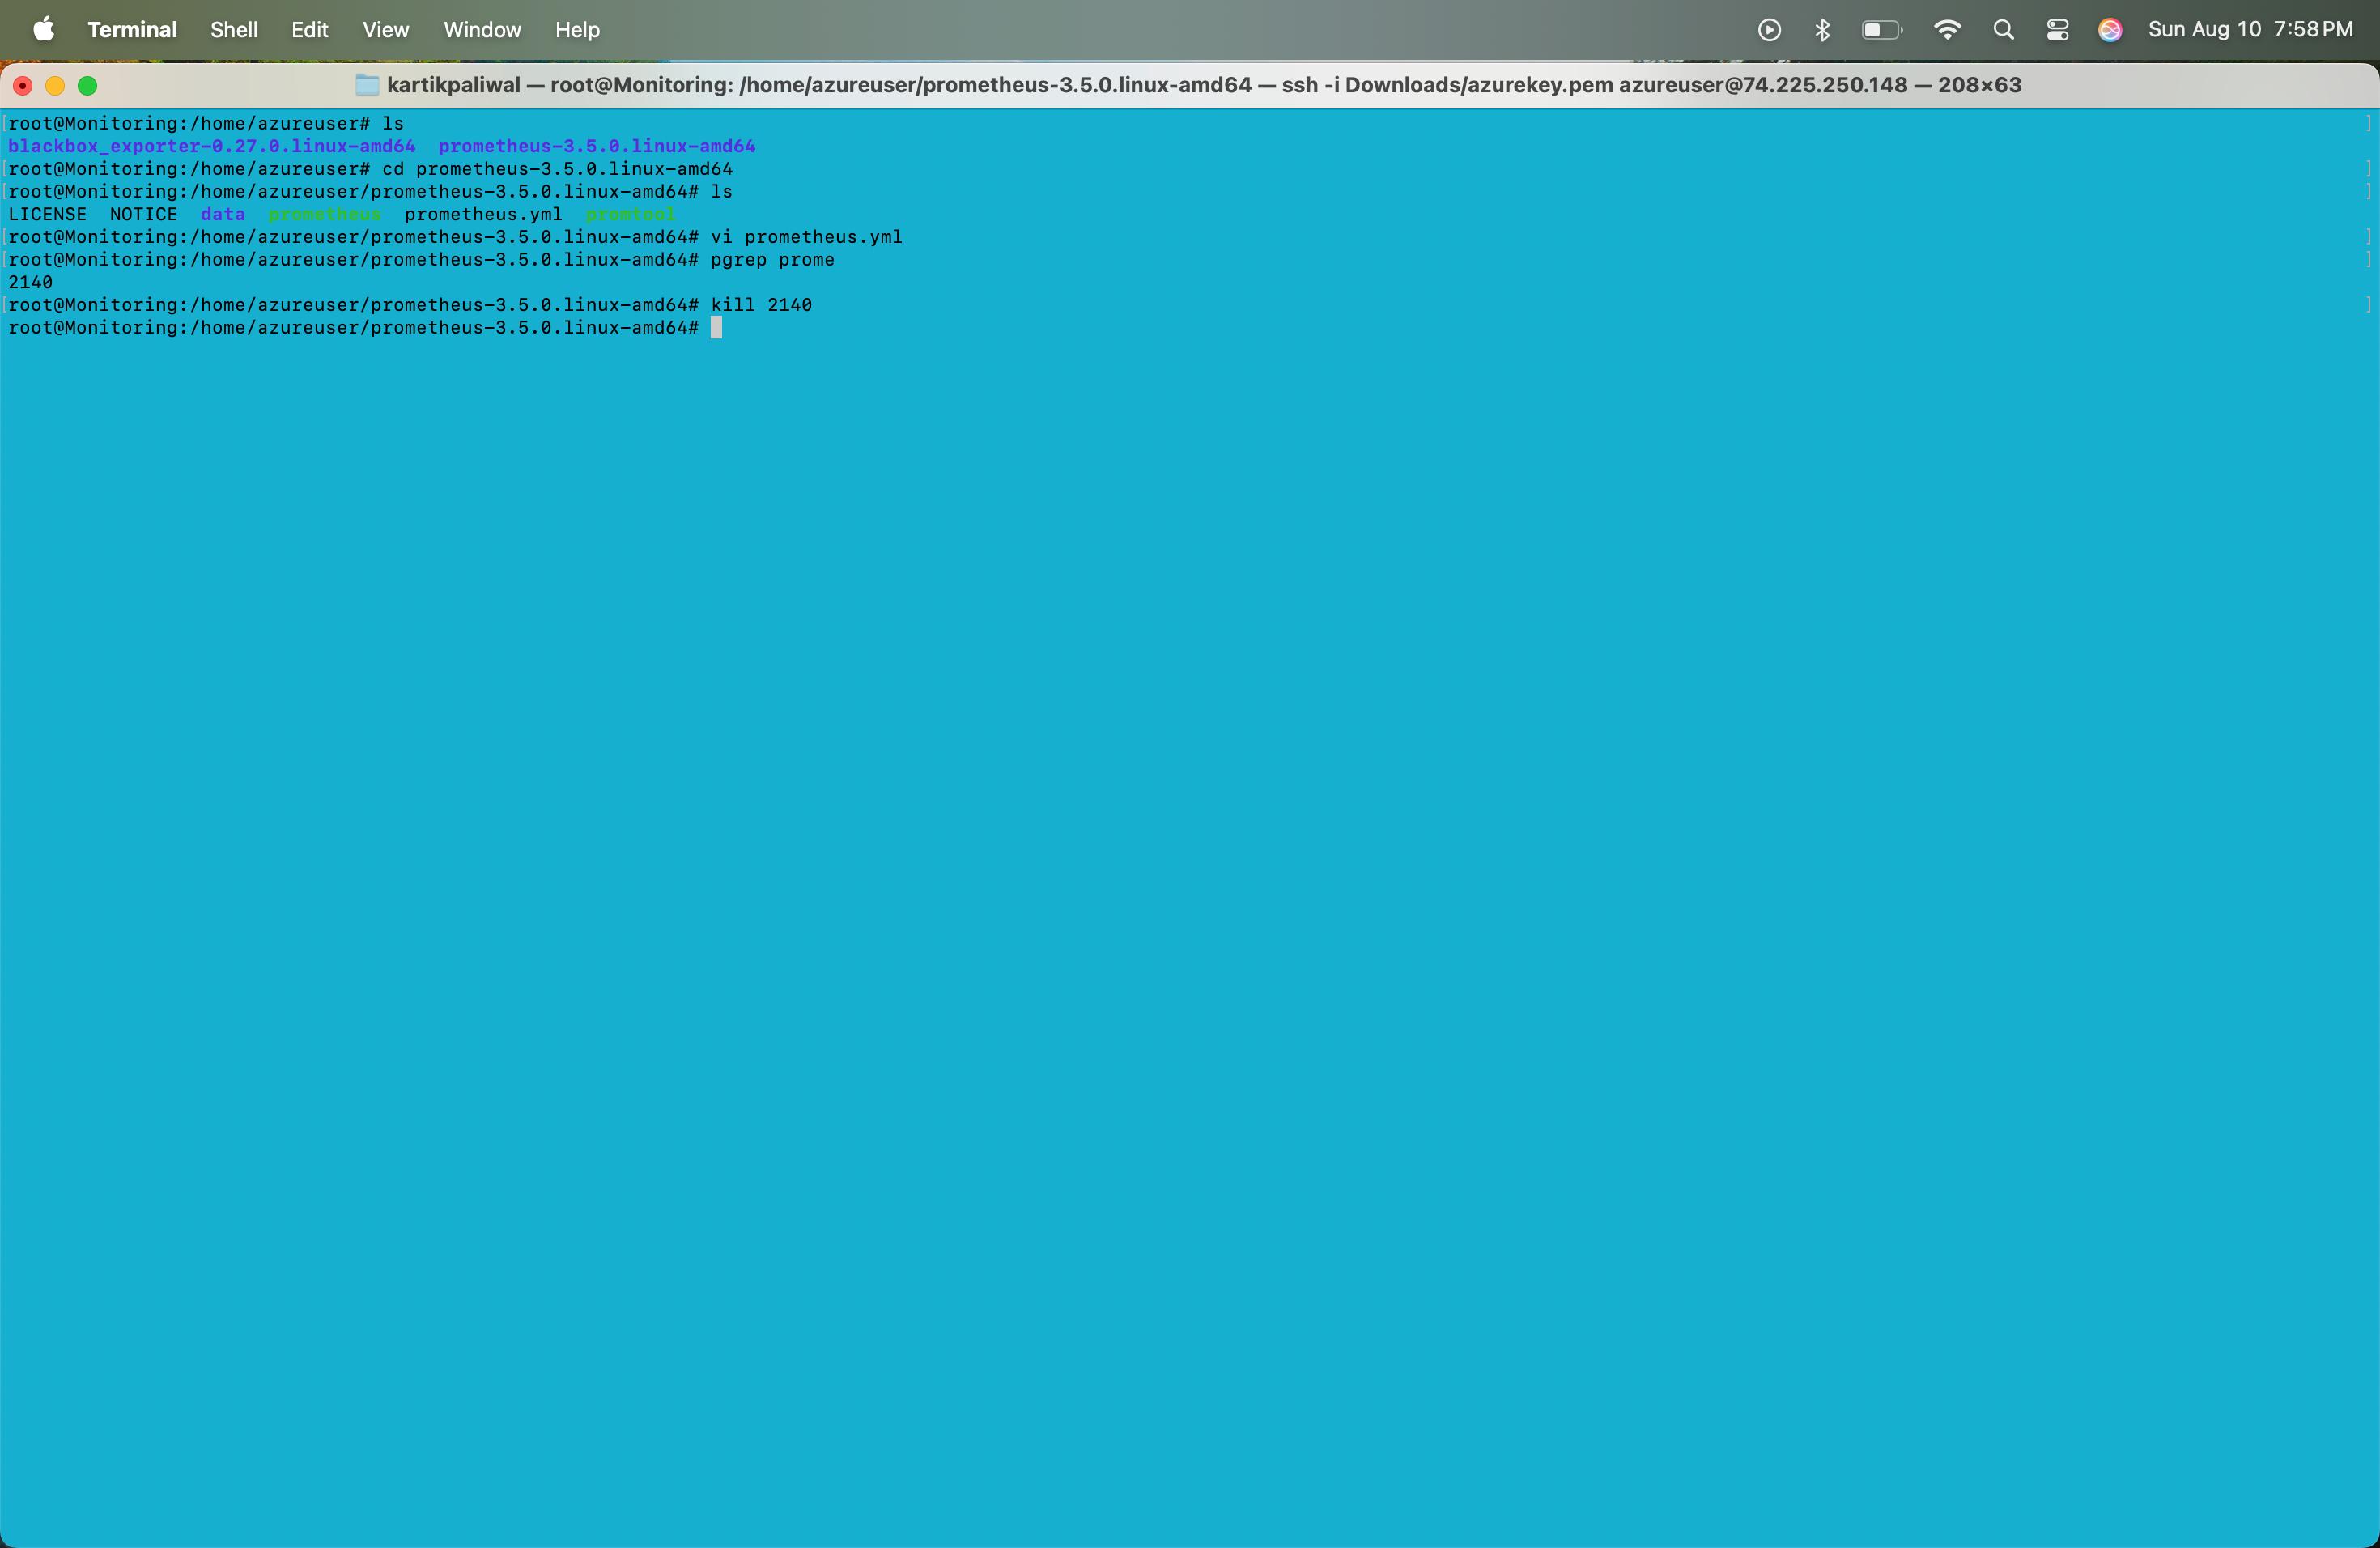 Terminal Shell Edit View Window Help Sun Aug 10 7:58 PM
kartikpaliwal — root@Monitoring: /home/azureuser/prometheus-3.5.0.linux-amd64 — ssh -i Downloads/azurekey.pem azureuser@74.225.250.148 — 208×63
[root@Monitoring:/home/azureuser# ls ]
blackbox_exporter-0.27.0.linux-amd64  prometheus-3.5.0.linux-amd64
[root@Monitoring:/home/azureuser# cd prometheus-3.5.0.linux-amd64 ]
[root@Monitoring:/home/azureuser/prometheus-3.5.0.linux-amd64# ls ]
LICENSE  NOTICE  data  prometheus  prometheus.yml  promtool
[root@Monitoring:/home/azureuser/prometheus-3.5.0.linux-amd64# vi prometheus.yml ]
[root@Monitoring:/home/azureuser/prometheus-3.5.0.linux-amd64# pgrep prome ]
2140
[root@Monitoring:/home/azureuser/prometheus-3.5.0.linux-amd64# kill 2140 ]
root@Monitoring:/home/azureuser/prometheus-3.5.0.linux-amd64#